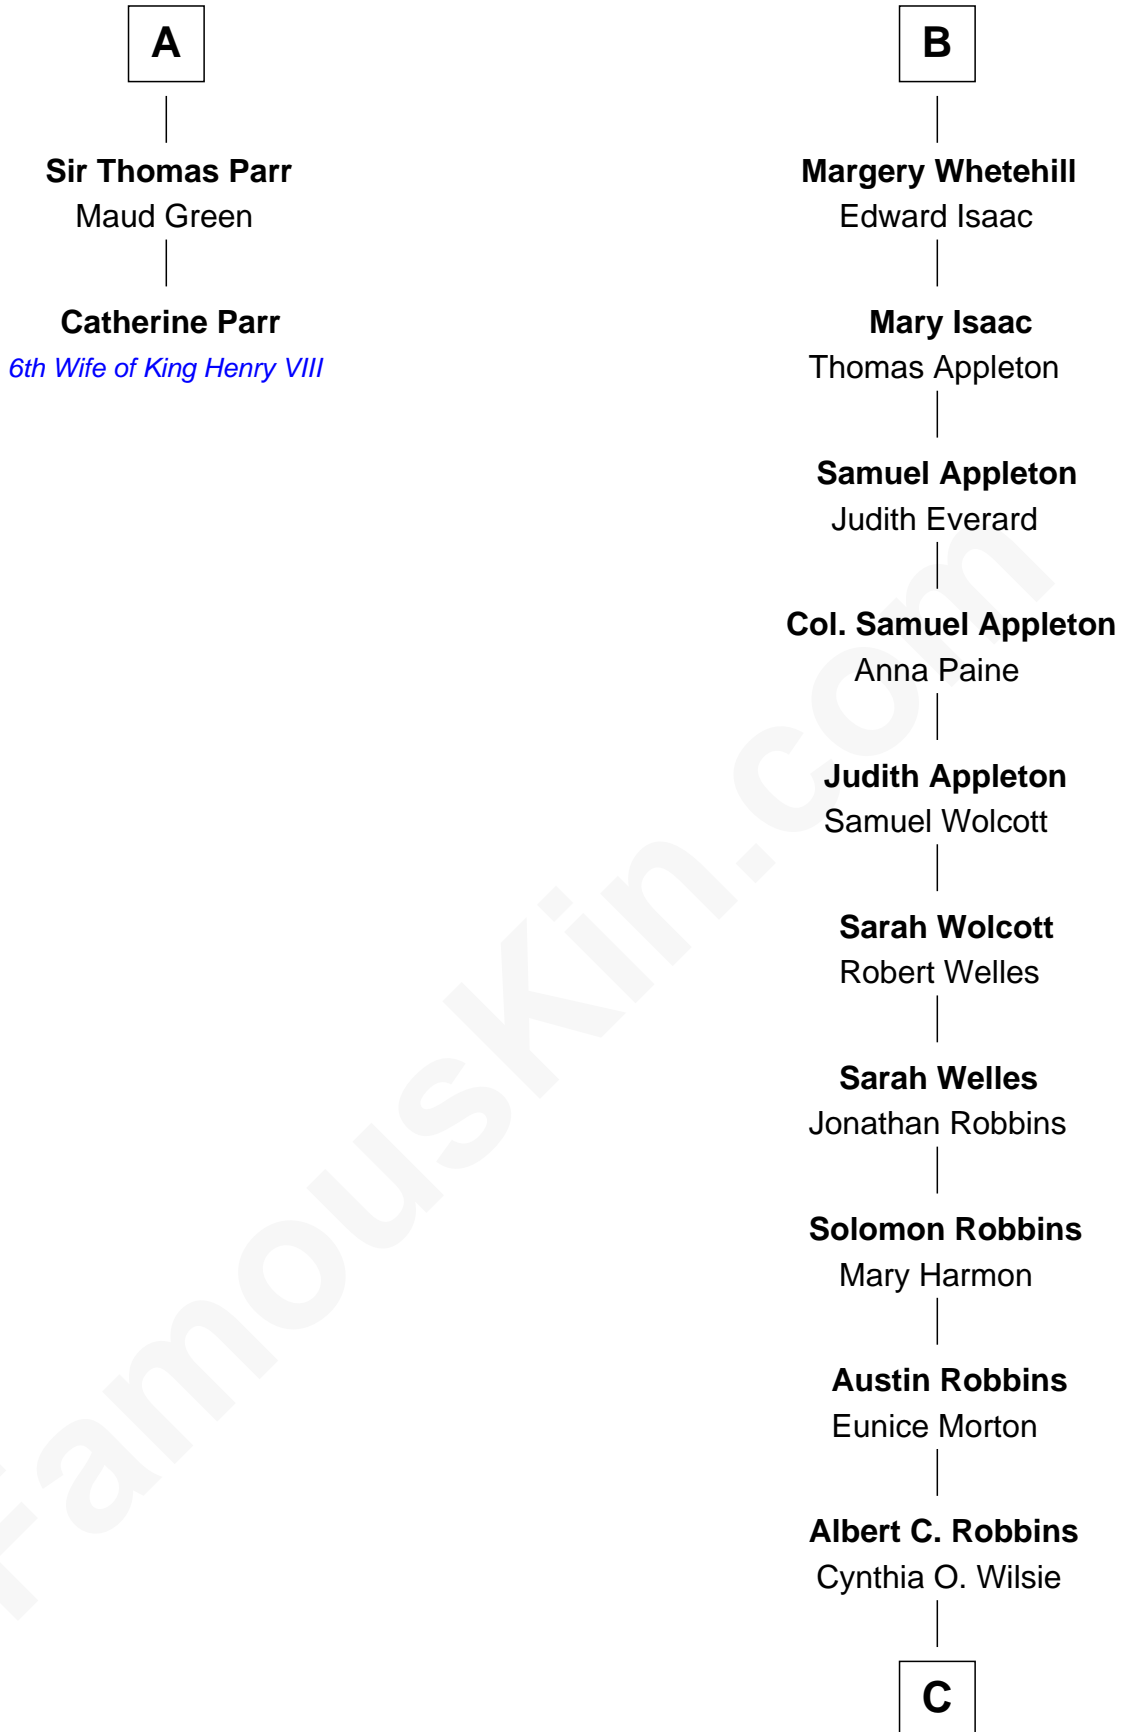 A
Sir Thomas Parr
Maud Green
Catherine Parr
6th Wife of King Henry VIII
B
Margery Whetehill
Edward Isaac
Mary Isaac
Thomas Appleton
Samuel Appleton
Judith Everard
Col. Samuel Appleton
Anna Paine
Judith Appleton
Samuel Wolcott
Sarah Wolcott
Robert Welles
Sarah Welles
Jonathan Robbins
Solomon Robbins
Mary Harmon
Austin Robbins
Eunice Morton
Albert C. Robbins
Cynthia O. Wilsie
C
FamousKin.com